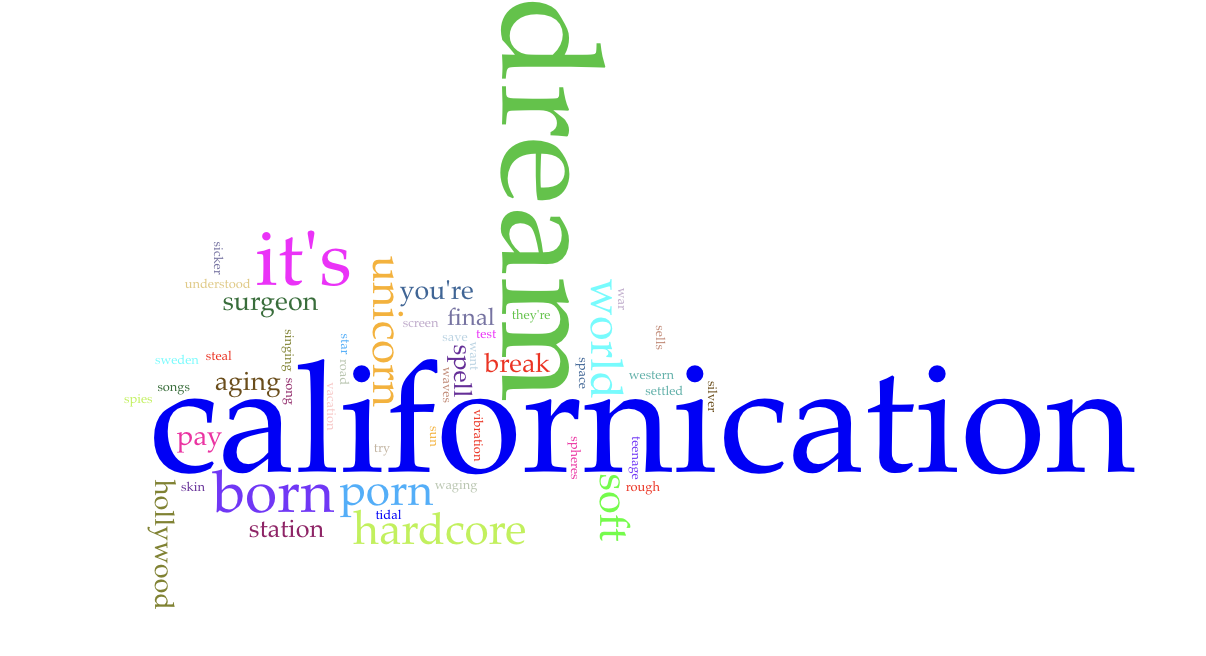 dream
it's
sicker
understood
surgeon
unicorn
you're
screen
final
they're
world
war
save
test
want
singing
star
road
sweden
steal
spell
break
space
sells
western
settled
silver
songs
aging
song
vacation
waves
spies
californication
pay
try
sun
vibration
spheres
teenage
hollywood
skin
born
porn
waging
soft
rough
tidal
station
hardcore